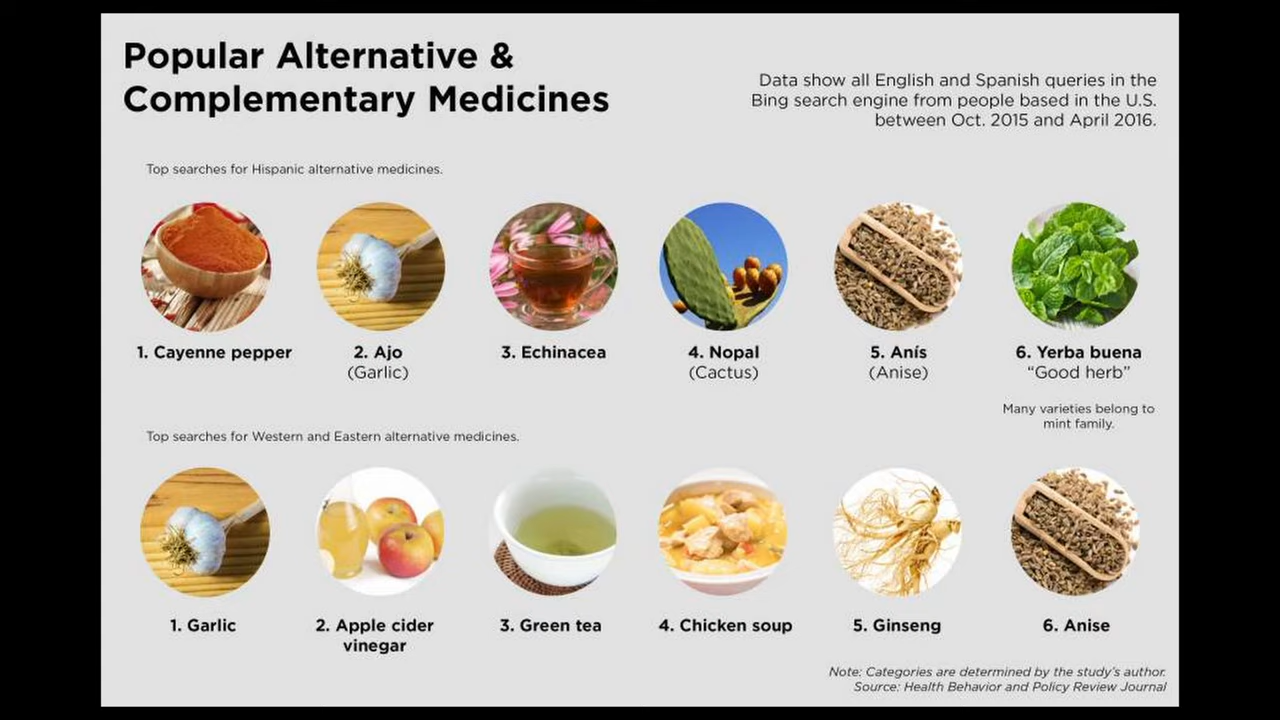 Popular Alternative &
Complementary Medicines
Data show all English and Spanish queries in the
Bing search engine from people based in the U.S.
between Oct. 2015 and April 2016.
Top searches for Hispanic alternative medicines.
1. Cayenne pepper
2. Ajo
(Garlic)
3. Echinacea
4. Nopal
(Cactus)
5. Anís
(Anise)
6. Yerba buena
“Good herb”
Many varieties belong to
mint family.
Top searches for Western and Eastern alternative medicines.
1. Garlic
2. Apple cider
vinegar
3. Green tea
4. Chicken soup
5. Ginseng
6. Anise
Note: Categories are determined by the study's author.
Source: Health Behavior and Policy Review Journal